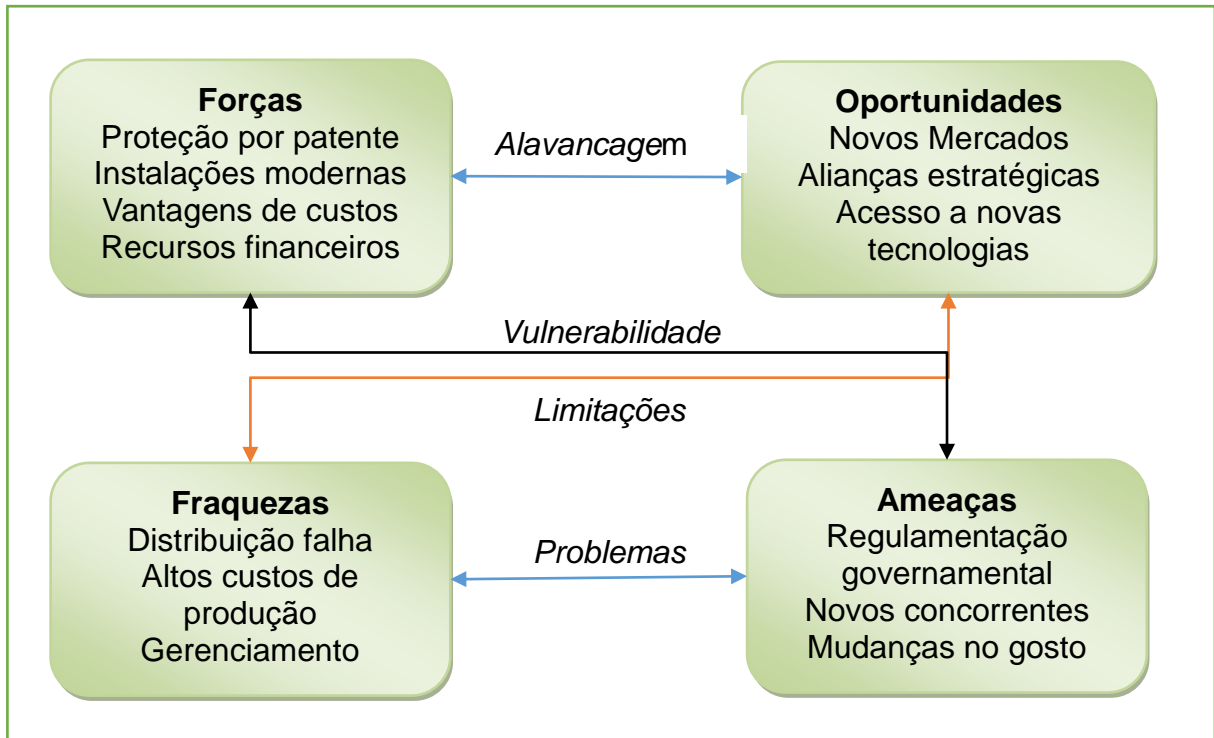 Forças
Proteção por patente
Instalações modernas
Vantagens de custos
Recursos financeiros
Alavancagem
Oportunidades
Novos Mercados
Alianças estratégicas
Acesso a novas
tecnologias
Vulnerabilidade
Limitações
Fraquezas
Distribuição falha
Altos custos de
produção
Gerenciamento
Problemas
Ameaças
Regulamentação
governamental
Novos concorrentes
Mudanças no gosto